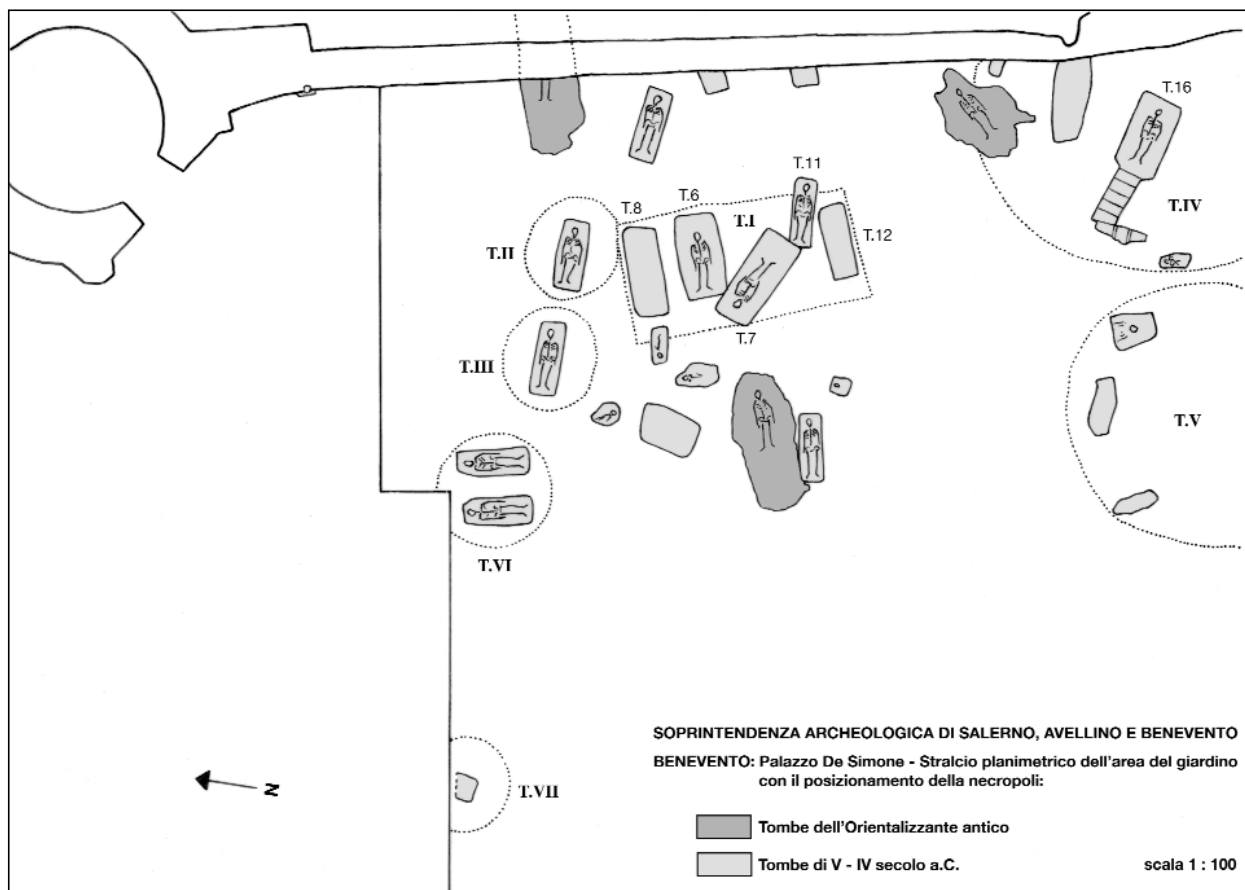 T.16
T.11
T.6
T.8
T.I
T.IV
T.12
T.II
T.7
T.III
T.V
T.VI
SOPRINTENDENZA ARCHEOLOGICA DI SALERNO, AVELLINO E BENEVENTO
BENEVENTO: Palazzo De Simone - Stralcio planimetrico dell'area del giardino
con il posizionamento della necropoli:
N
T.VII
Tombe dell'Orientalizzante antico
Tombe di V - IV secolo a.C.
scala 1 : 100